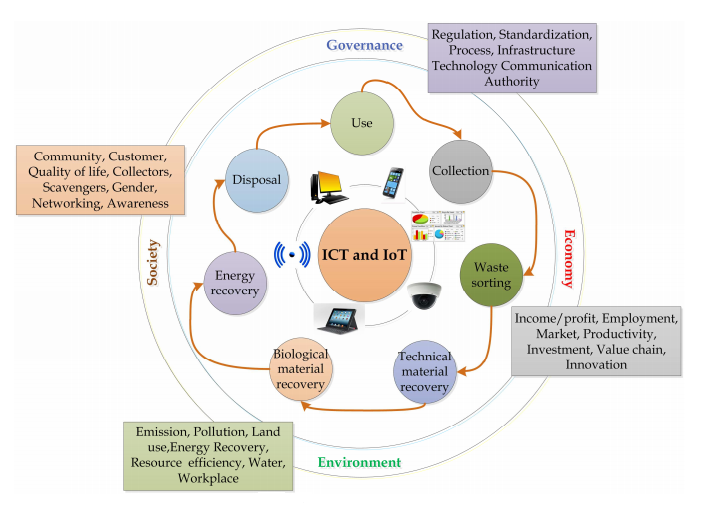 Governance
Regulation, Standardization,
Process, Infrastructure
Technology Communication
Authority
Use
Collection
Community, Customer,
Quality of life, Collectors,
Scavengers, Gender,
Networking, Awareness
Disposal
ICT and IoT
Society
Economy
Energy
recovery
Waste
sorting
Income/profit, Employment,
Market, Productivity,
Investment, Value chain,
Innovation
Biological
material
recovery
Technical
material
recovery
Emission, Pollution, Land
use,Energy Recovery,
Resource efficiency, Water,
Workplace
Environment